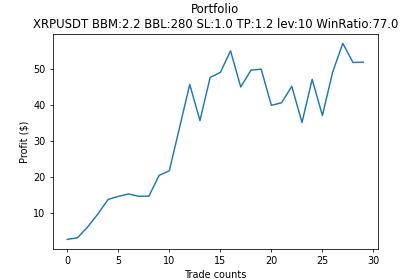 Portfolio
XRPUSDT BBM:2.2 BBL:280 SL:1.0 TP:1.2 lev:10 WinRatio:77.0
50
40
30
20
10
Profit ($)
0 5 10 15 20 25 30
Trade counts